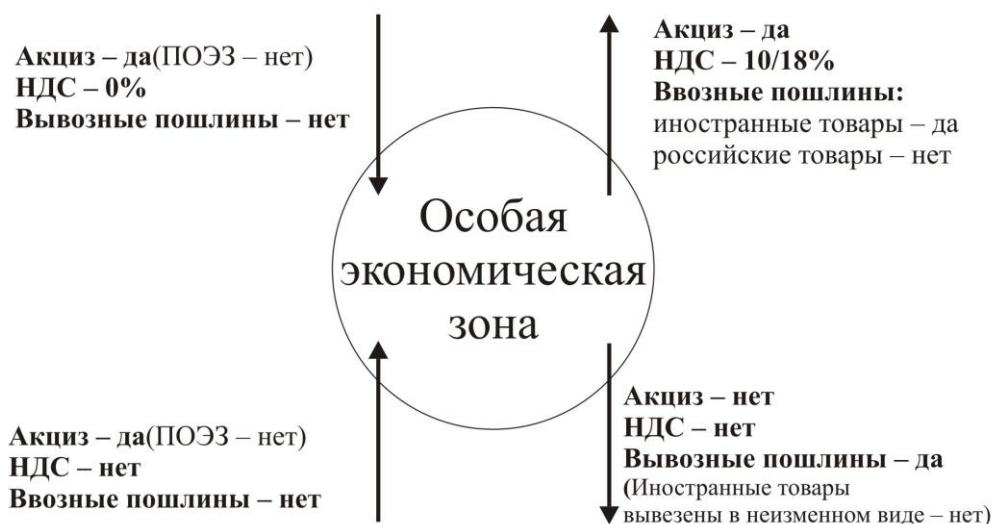 Акциз – да(ПОЭЗ – нет)
НДС – 0%
Вывозные пошлины – нет
Акциз – да
НДС – 10/18%
Ввозные пошлины:
иностранные товары – да
российские товары – нет
Особая
экономическая
зона
Акциз – да(ПОЭЗ – нет)
НДС – нет
Ввозные пошлины – нет
Акциз – нет
НДС – нет
Вывозные пошлины – да
(Иностранные товары
вывезены в неизменном виде – нет)